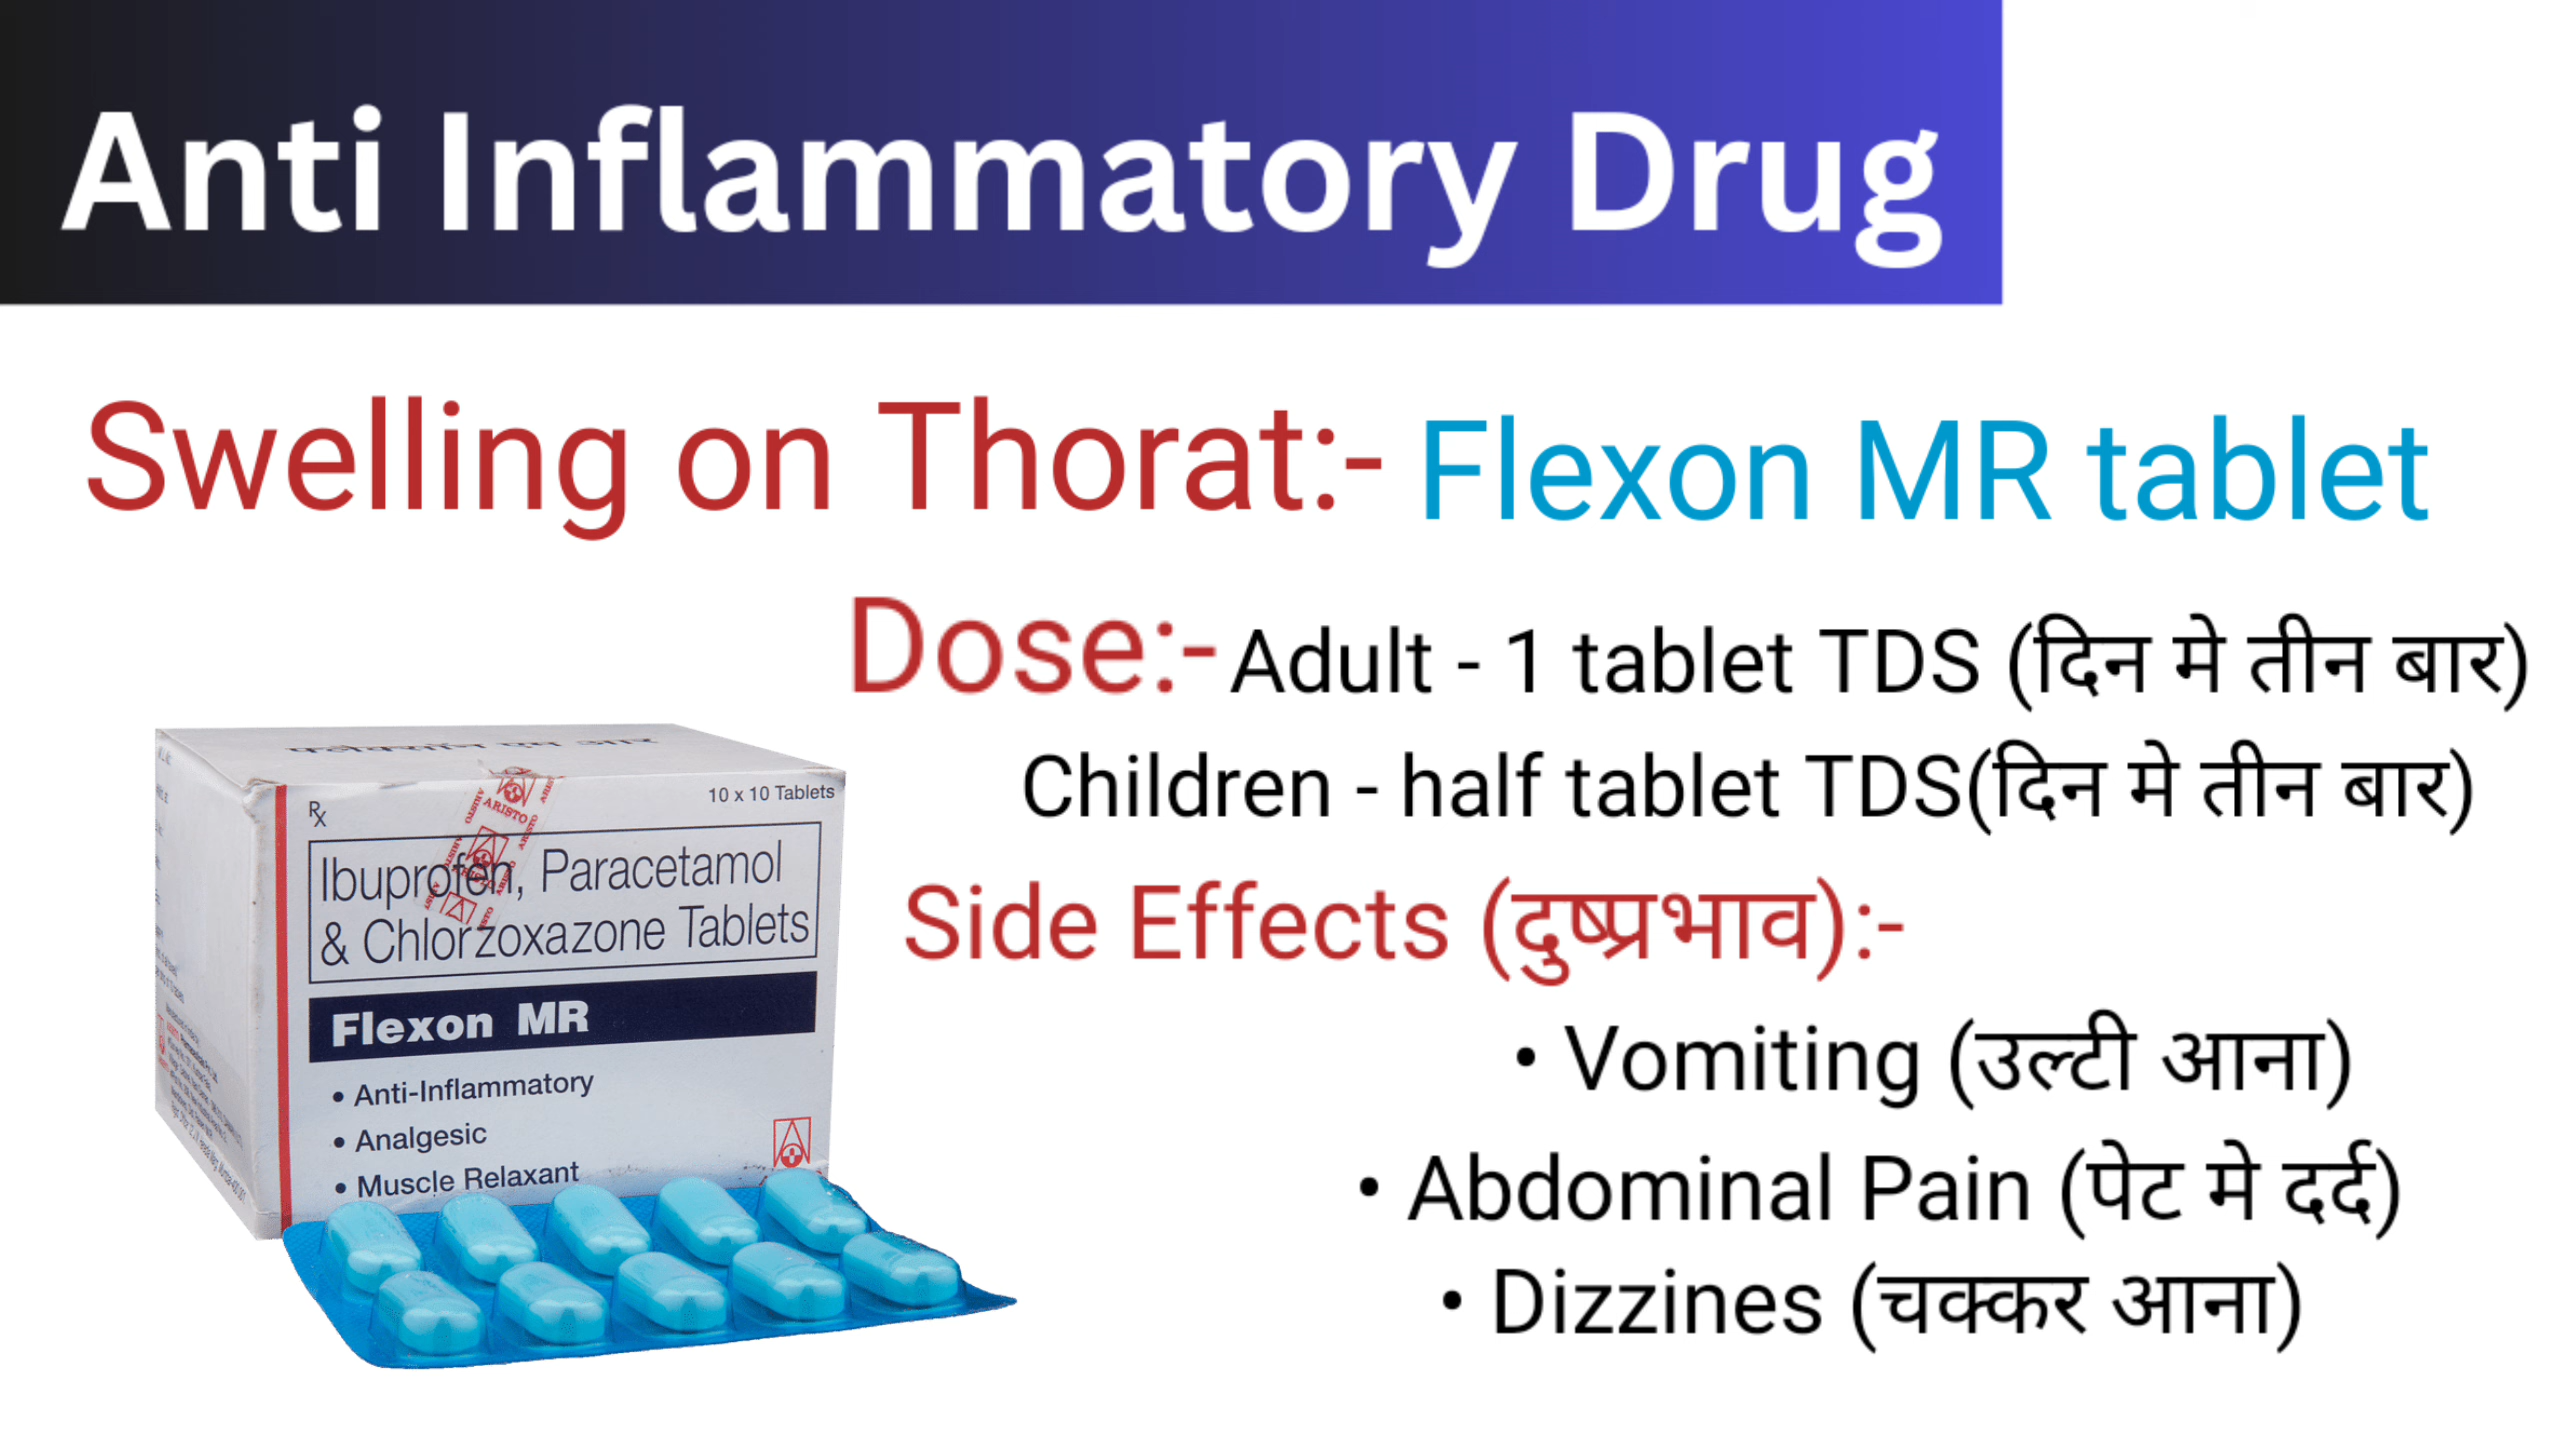 Anti Inflammatory Drug
Swelling on Thorat:- Flexon MR tablet
Dose:- Adult - 1 tablet TDS (दिन मे तीन बार)
Children - half tablet TDS(दिन मे तीन बार)
Side Effects (दुष्प्रभाव):-
• Vomiting (उल्टी आना)
• Abdominal Pain (पेट मे दर्द)
• Dizzines (चक्कर आना)
Rx
10 x 10 Tablets
ARISTO
Ibuprofen, Paracetamol
& Chlorzoxazone Tablets
Flexon MR
• Anti-Inflammatory
• Analgesic
• Muscle Relaxant